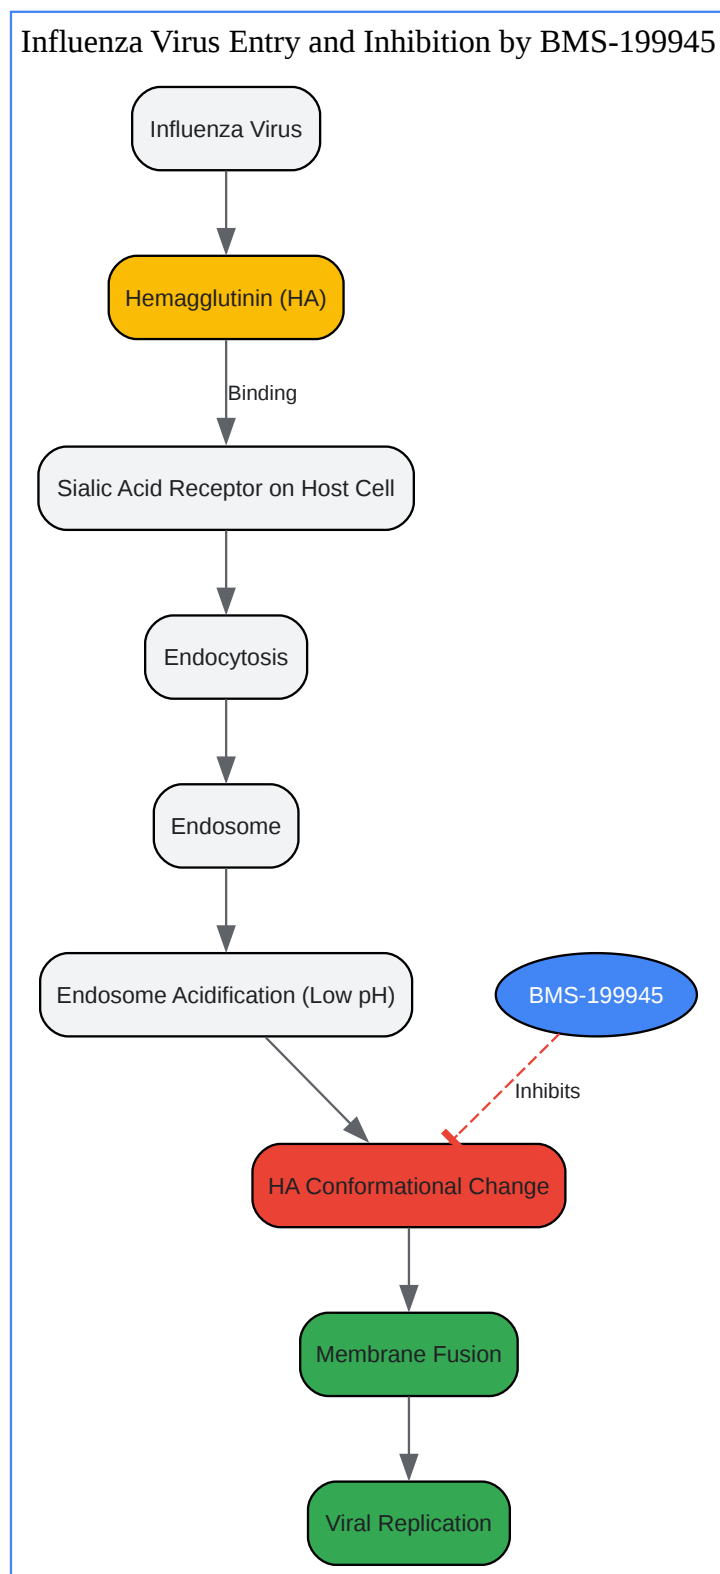 Influenza Virus Entry and Inhibition by BMS-199945
Influenza Virus
Hemagglutinin (HA)
Binding
Sialic Acid Receptor on Host Cell
Endocytosis
Endosome
Endosome Acidification (Low pH)
BMS-199945
Inhibits
HA Conformational Change
Membrane Fusion
Viral Replication